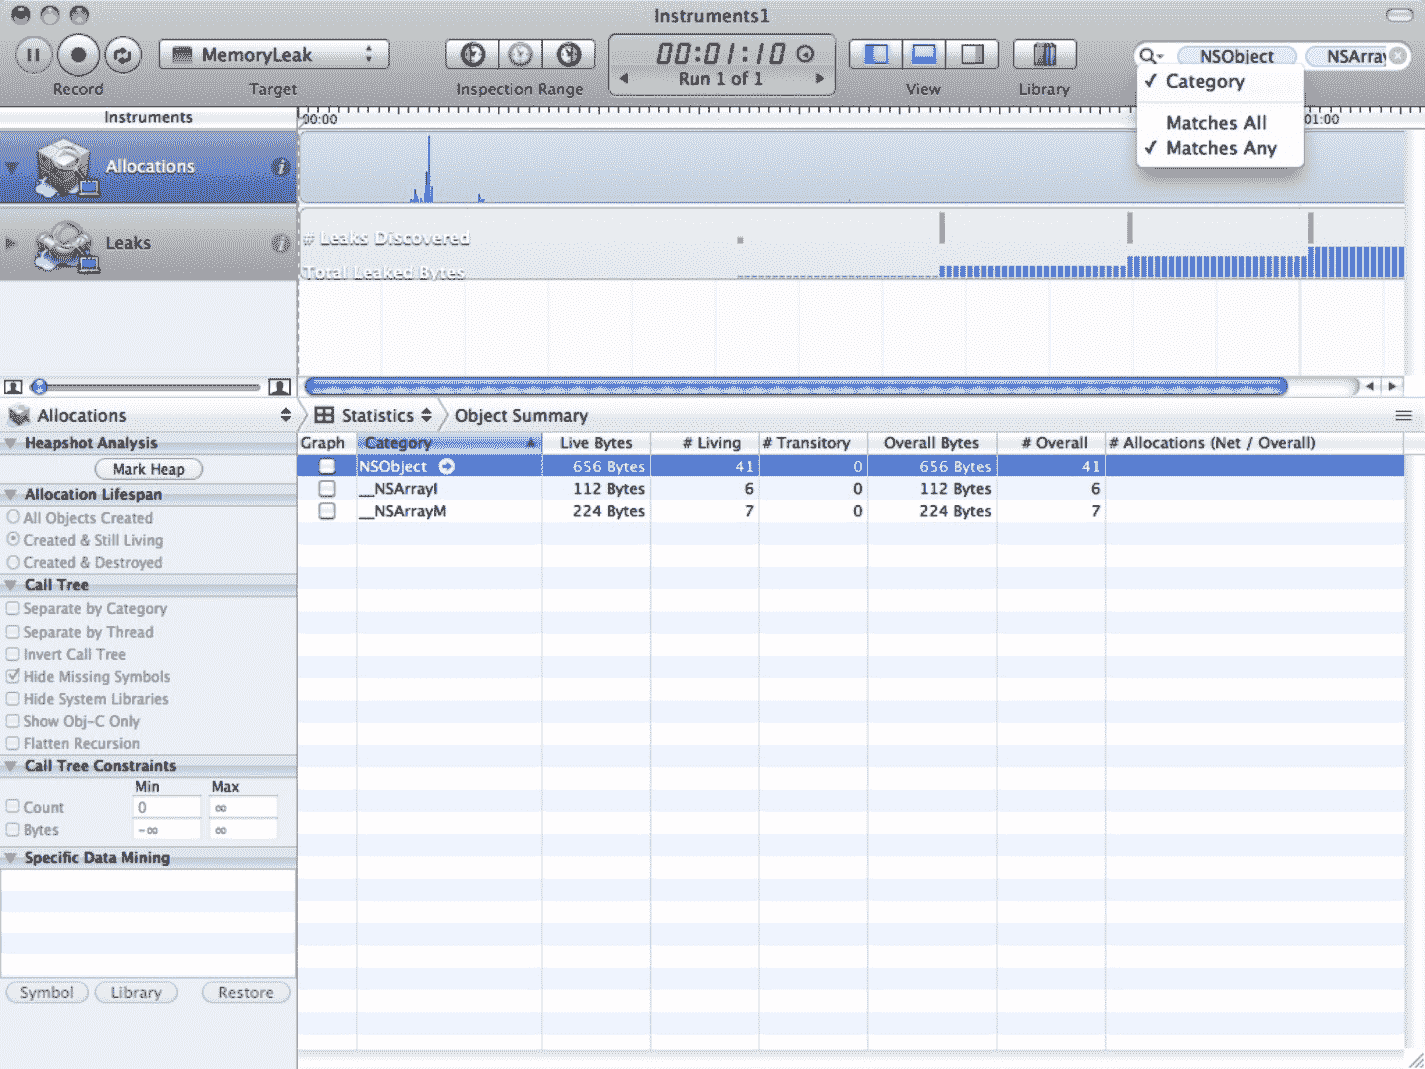 Instruments1
MemoryLeak
00:01:10
Run 1 of 1
NSObject
NSArray
Record
Target
Inspection Range
View
Library
Category
Matches All
Matches Any
Instruments
00:00
01:00
Allocations
Leaks
# Leaks Discovered
Total Leaked Bytes
Allocations
Statistics
Object Summary
Heapshot Analysis
Mark Heap
Allocation Lifespan
All Objects Created
Created & Still Living
Created & Destroyed
Call Tree
Separate by Category
Separate by Thread
Invert Call Tree
Hide Missing Symbols
Hide System Libraries
Show Obj-C Only
Flatten Recursion
Call Tree Constraints
Min Max
Count 0 ∞
Bytes -∞ ∞
Specific Data Mining
Symbol Library Restore
Graph Category Live Bytes # Living # Transitory Overall Bytes # Overall # Allocations (Net / Overall)
NSObject 656 Bytes 41 0 656 Bytes 41
__NSArrayI 112 Bytes 6 0 112 Bytes 6
__NSArrayM 224 Bytes 7 0 224 Bytes 7